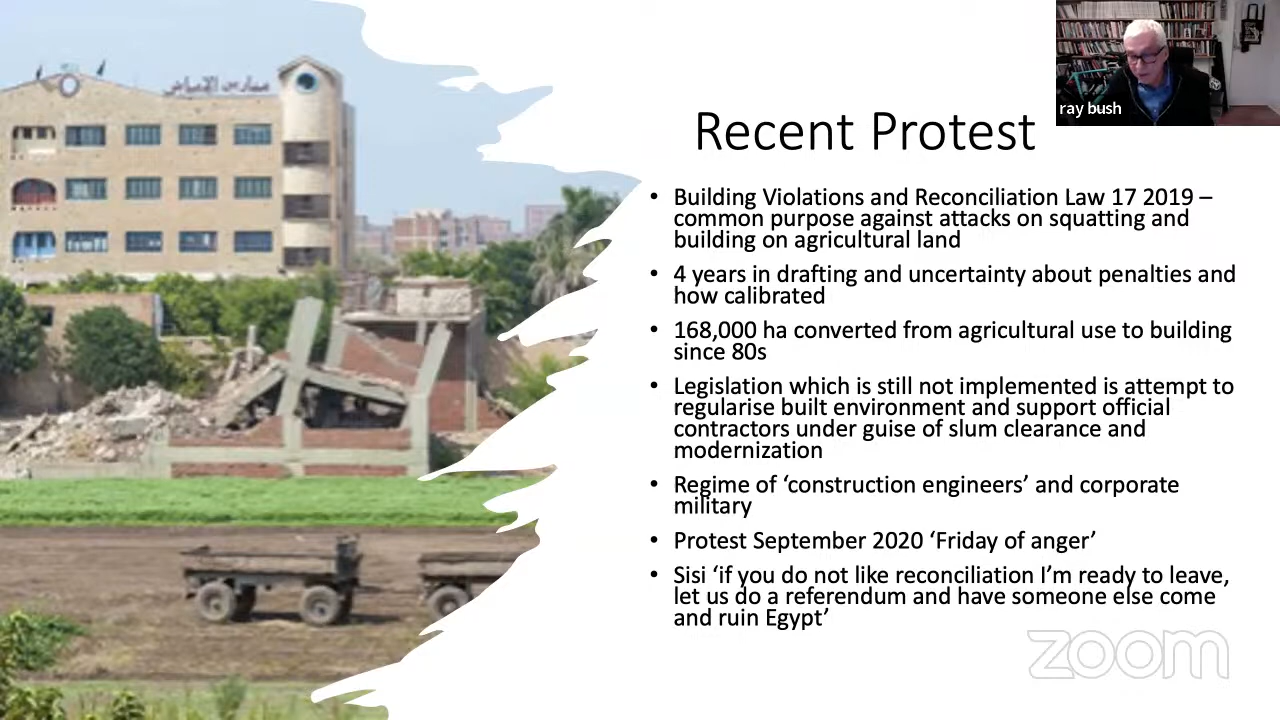 مدارس الامياض
ray bush
Recent Protest
• Building Violations and Reconciliation Law 17 2019 –
common purpose against attacks on squatting and
building on agricultural land
• 4 years in drafting and uncertainty about penalties and
how calibrated
• 168,000 ha converted from agricultural use to building
since 80s
• Legislation which is still not implemented is attempt to
regularise built environment and support official
contractors under guise of slum clearance and
modernization
• Regime of ‘construction engineers’ and corporate
military
• Protest September 2020 ‘Friday of anger’
• Sisi ‘if you do not like reconciliation I’m ready to leave,
let us do a referendum and have someone else come
and ruin Egypt’
zoom